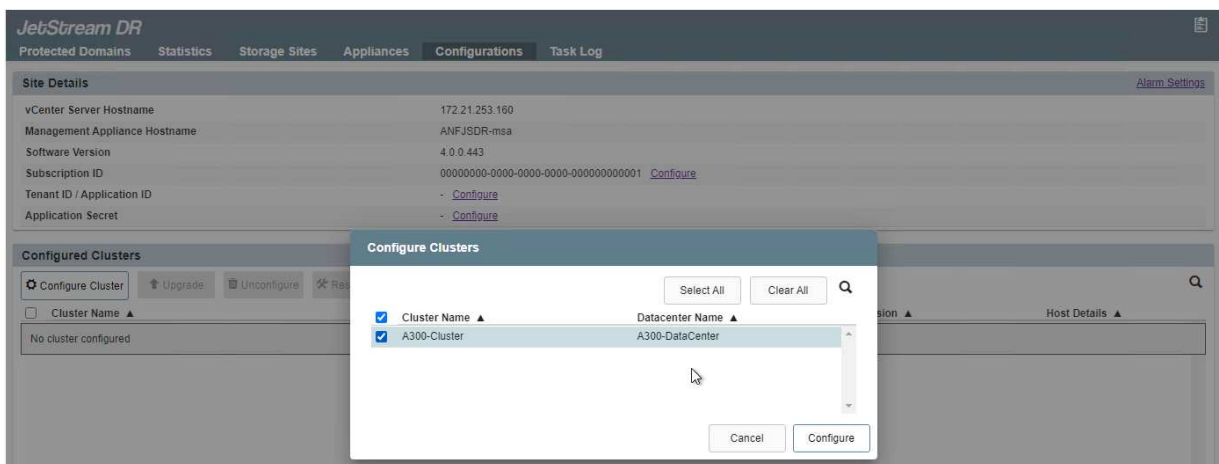 JetStream DR
Protected Domains Statistics Storage Sites Appliances Configurations Task Log
Site Details Alarm Settings
vCenter Server Hostname 172.21.253.160
Management Appliance Hostname ANFJSDR-msa
Software Version 4.0.0.443
Subscription ID 00000000-0000-0000-0000-000000000001 Configure
Tenant ID / Application ID - Configure
Application Secret - Configure
Configured Clusters
Configure Cluster Upgrade Unconfigure
Cluster Name ▲ Host Details ▲
No cluster configured
Configure Clusters
Select All Clear All
Cluster Name ▲ Datacenter Name ▲
A300-Cluster A300-DataCenter
Cancel Configure